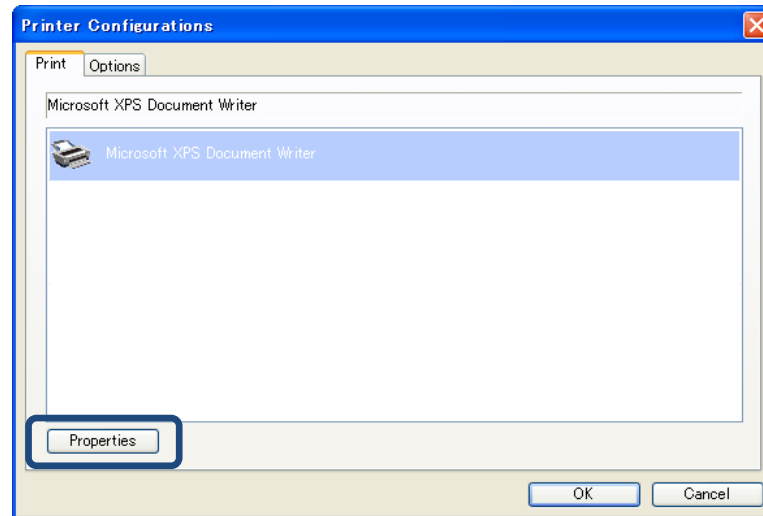 Printer Configurations
Print Options
Microsoft XPS Document Writer
Microsoft XPS Document Writer
Properties
OK Cancel